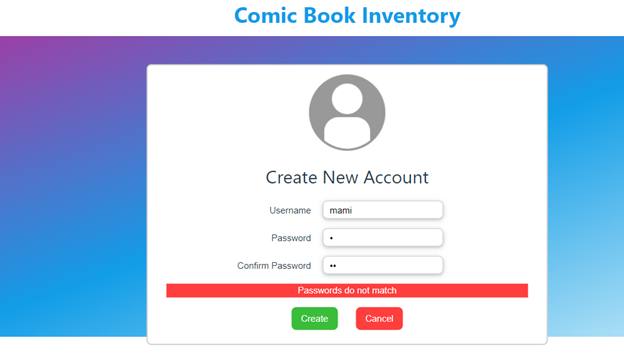 Comic Book Inventory
Create New Account
Username mami
Password •
Confirm Password ••
Passwords do not match
Create Cancel